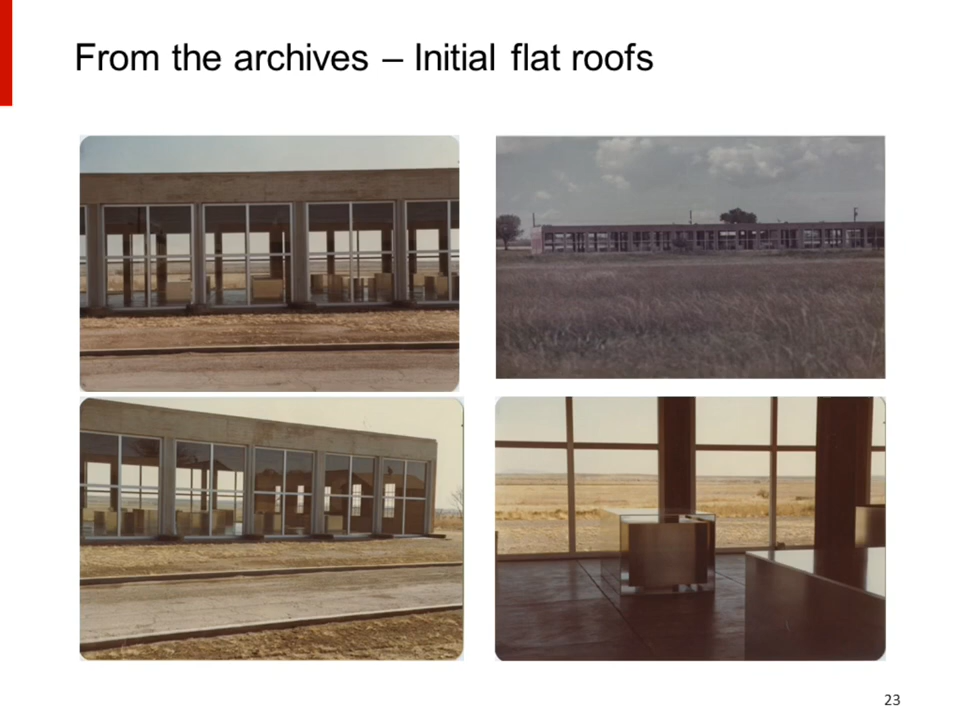 From the archives – Initial flat roofs
23